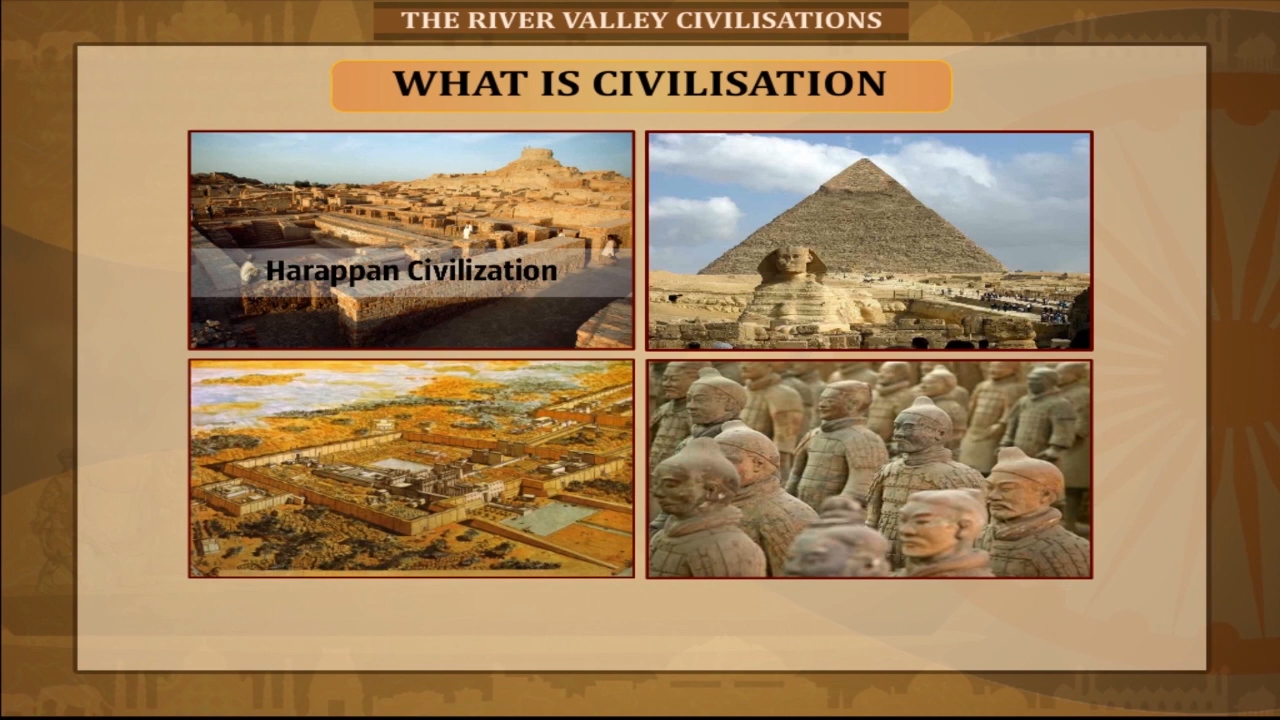 THE RIVER VALLEY CIVILISATIONS
WHAT IS CIVILISATION
Harappan Civilization